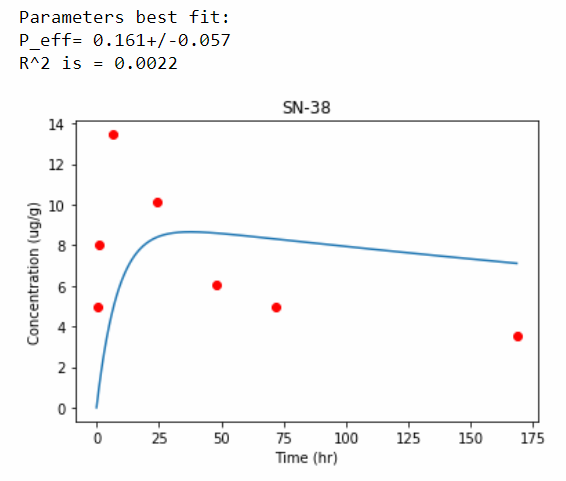 Parameters best fit:
P_eff= 0.161+/-0.057
R^2 is = 0.0022
SN-38
14
12
10
8
6
4
2
0
Concentration (ug/g)
0 25 50 75 100 125 150 175
Time (hr)